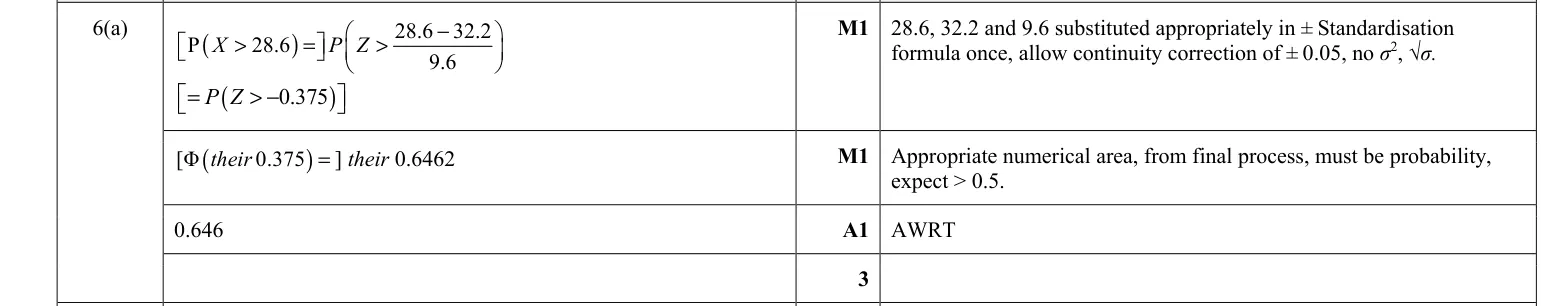 6(a)
[P(X > 28.6) =] P(Z > (28.6 − 32.2)/9.6)
M1
28.6, 32.2 and 9.6 substituted appropriately in ± Standardisation
formula once, allow continuity correction of ± 0.05, no σ², √σ.
[= P(Z > −0.375)]
[Φ(their 0.375) = ] their 0.6462
M1
Appropriate numerical area, from final process, must be probability,
expect > 0.5.
0.646
A1
AWRT
3